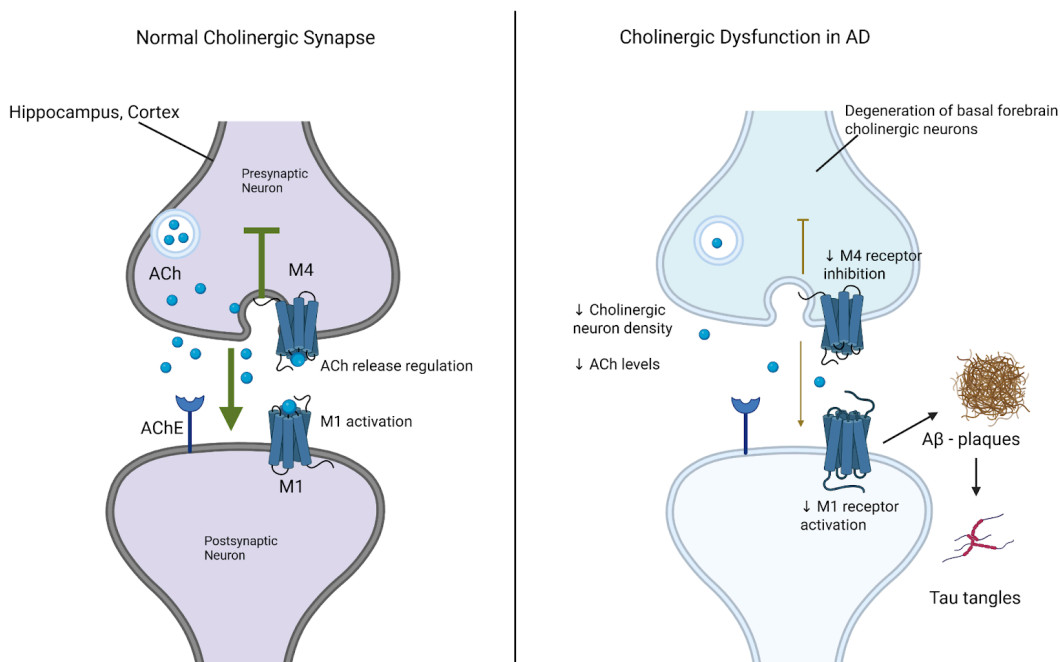 Normal Cholinergic Synapse
Hippocampus, Cortex
Presynaptic
Neuron
ACh
M4
ACh release regulation
M1 activation
AChE
M1
Postsynaptic
Neuron
Cholinergic Dysfunction in AD
Degeneration of basal forebrain
cholinergic neurons
↓ M4 receptor
inhibition
↓ Cholinergic
neuron density
↓ ACh levels
Aβ - plaques
↓ M1 receptor
activation
Tau tangles